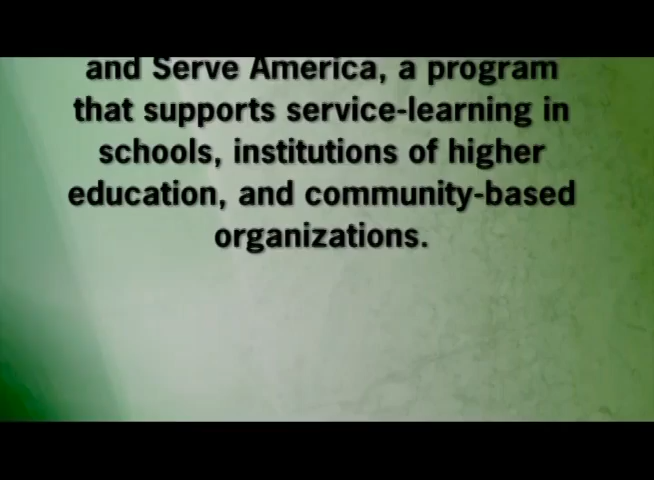 and Serve America, a program
that supports service-learning in
schools, institutions of higher
education, and community-based
organizations.